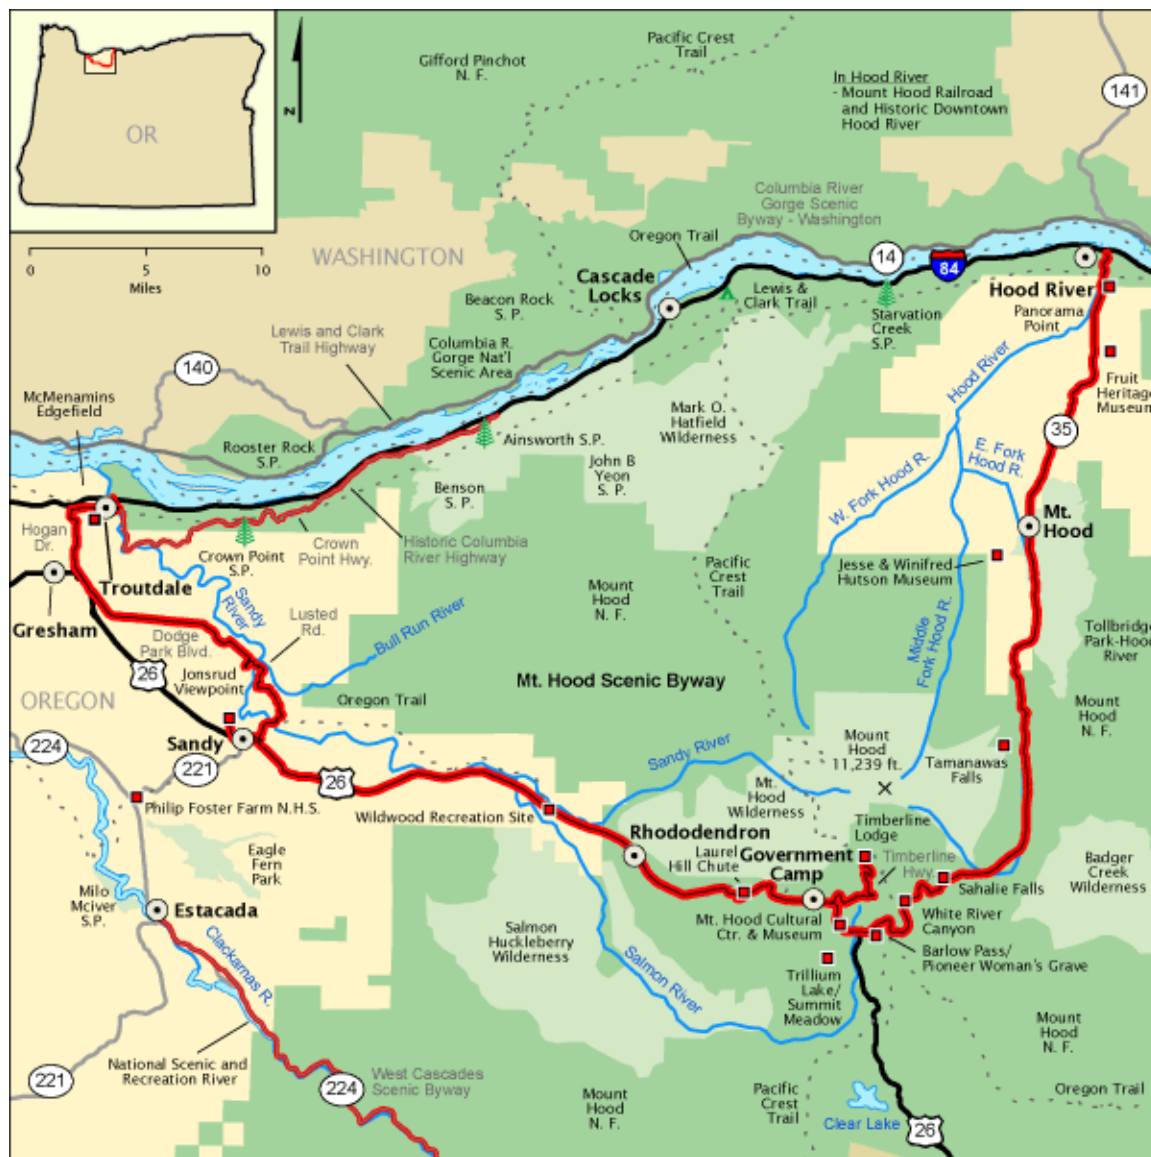 OR
N
0 5 10
Miles
Gifford Pinchot
N. F.
Pacific Crest
Trail
In Hood River
- Mount Hood Railroad
and Historic Downtown
Hood River
141
WASHINGTON
Columbia River
Gorge Scenic
Byway - Washington
Oregon Trail
14
84
Cascade
Locks
Lewis &
Clark Trail
Starvation
Creek
S.P.
Hood River
Panorama
Point
Beacon Rock
S. P.
Lewis and Clark
Trail Highway
Columbia R.
Gorge Nat'l
Scenic Area
140
McMenamins
Edgefield
Hood River
Fruit
Heritage
Museum
Mark O.
Hatfield
Wilderness
35
Rooster Rock
S.P.
Ainsworth S.P.
E. Fork
Hood R.
John B
Yeon
S. P.
Benson
S. P.
W. Fork Hood R.
Mt.
Hood
Hogan
Dr.
Crown Point
S.P.
Crown
Point Hwy.
Historic Columbia
River Highway
Jesse & Winifred
Hutson Museum
Pacific
Crest
Trail
Troutdale
Gresham
Sandy
River
Lusted
Rd.
Mount
Hood
N. F.
Bull Run River
Dodge
Park Blvd.
Middle
Fork Hood R.
Tollbridge
Park-Hood
River
26
Jonsrud
Viewpoint
Mt. Hood Scenic Byway
OREGON
Oregon Trail
Mount
Hood
N. F.
224
Sandy
221
Sandy River
Mount
Hood
11,239 ft.
Tamanawas
Falls
26
Philip Foster Farm N.H.S.
Wildwood Recreation Site
Mt.
Hood
Wilderness
Timberline
Lodge
Rhododendron
Laurel
Hill Chute
Government
Camp
Timberline
Hwy.
Eagle
Fern
Park
Badger
Creek
Wilderness
Milo
Mciver
S.P.
Sahalie Falls
Estacada
Mt. Hood Cultural
Ctr. & Museum
White River
Canyon
Salmon
Huckleberry
Wilderness
Salmon River
Barlow Pass/
Pioneer Woman's Grave
Clackamas R.
Trillium
Lake/
Summit
Meadow
Mount
Hood
N. F.
National Scenic and
Recreation River
221
224
West Cascades
Scenic Byway
Mount
Hood
N. F.
Pacific
Crest
Trail
Oregon Trail
Clear Lake
26